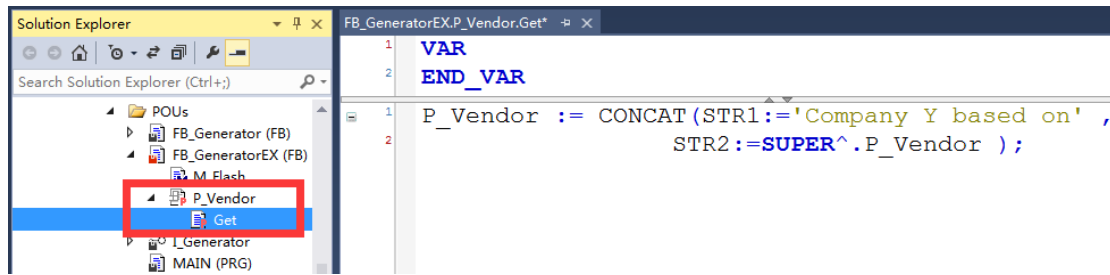 Solution Explorer
Search Solution Explorer (Ctrl+;)
POUs
FB_Generator (FB)
FB_GeneratorEX (FB)
M_Flash
P_Vendor
Get
I_Generator
MAIN (PRG)
FB_GeneratorEX.P_Vendor.Get*
1 VAR
2 END_VAR
1 P_Vendor := CONCAT(STR1:='Company Y based on' ,
2 STR2:=SUPER^.P_Vendor );